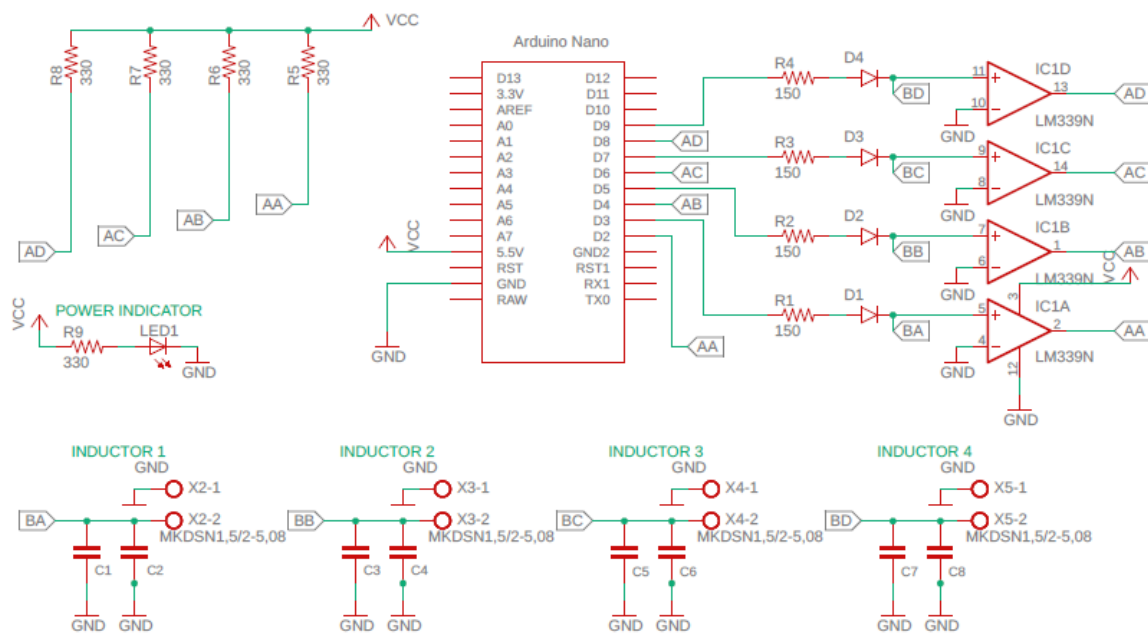 VCC
R8
330
R7
330
R6
330
R5
330
AD
AC
AB
AA
Arduino Nano
D13
3.3V
AREF
A0
A1
A2
A3
A4
A5
A6
A7
5.5V
RST
GND
RAW
D12
D11
D10
D9
D8
D7
D6
D5
D4
D3
D2
GND2
RST1
RX1
TX0
VCC
GND
AD
AC
AB
AA
R4
150
D4
BD
11
10
+
−
13
IC1D
LM339N
GND
AD
R3
150
D3
BC
9
8
+
−
14
IC1C
LM339N
GND
AC
R2
150
D2
BB
7
6
+
−
1
IC1B
LM339N
GND
AB
VCC
R1
150
D1
BA
5
4
+
−
3
2
12
IC1A
LM339N
GND
AA
GND
POWER INDICATOR
VCC
R9
330
LED1
GND
INDUCTOR 1
GND
X2-1
BA
X2-2
MKDSN1,5/2-5,08
C1
C2
GND
GND
INDUCTOR 2
GND
X3-1
BB
X3-2
MKDSN1,5/2-5,08
C3
C4
GND
GND
INDUCTOR 3
GND
X4-1
BC
X4-2
MKDSN1,5/2-5,08
C5
C6
GND
GND
INDUCTOR 4
GND
X5-1
BD
X5-2
MKDSN1,5/2-5,08
C7
C8
GND
GND